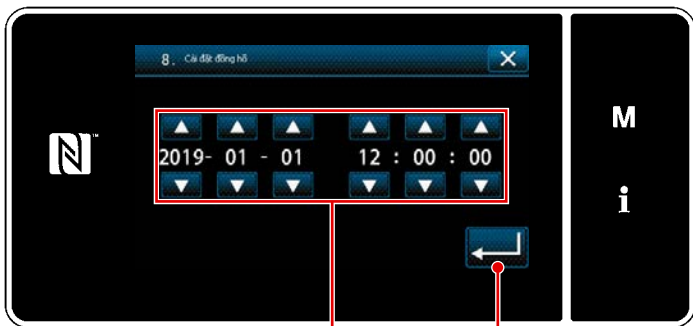 8. Cài đặt đồng hồ
2019- 01 - 01 12 : 00 : 00
M
i